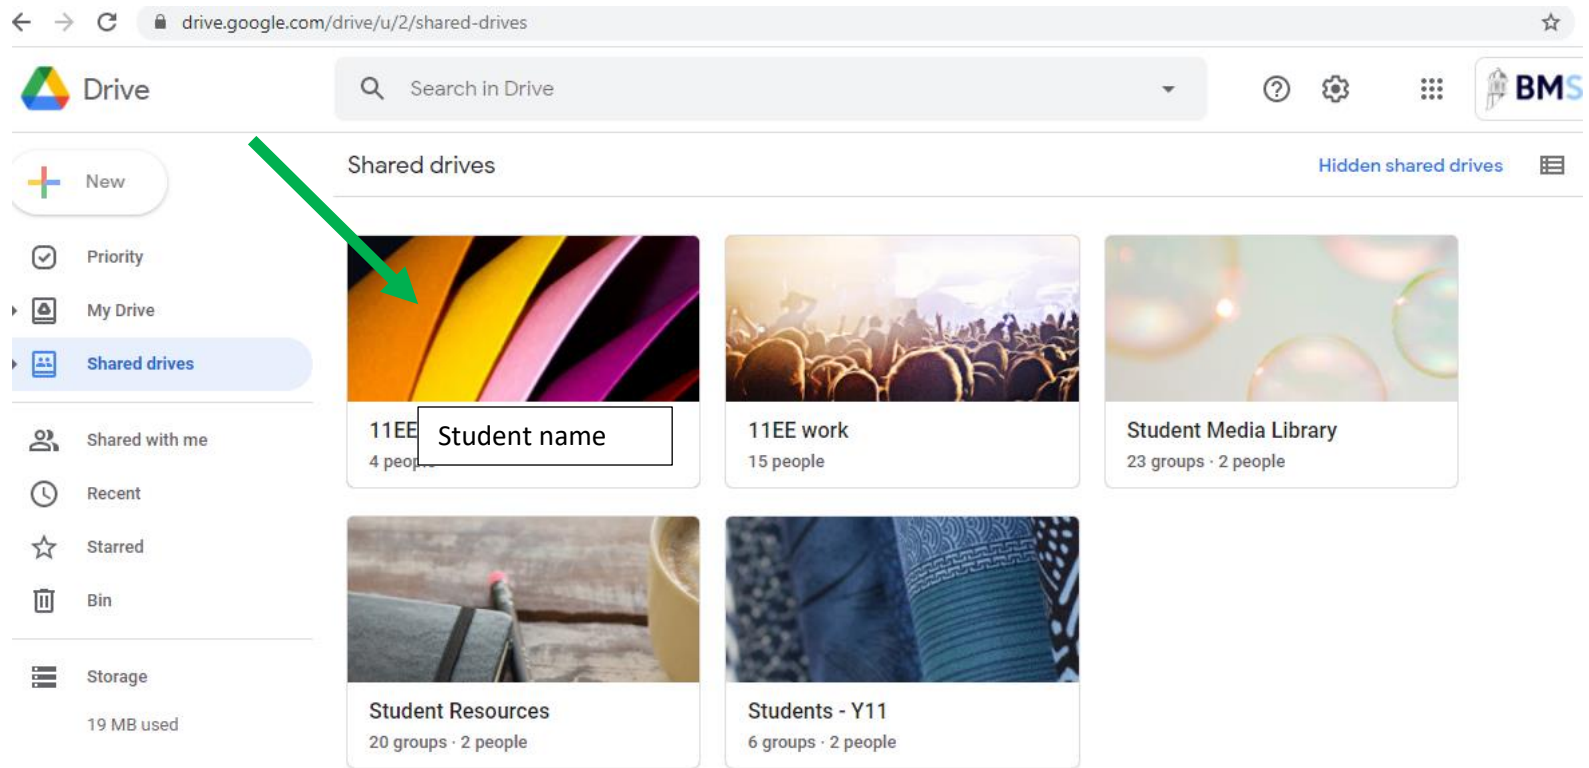 drive.google.com/drive/u/2/shared-drives
Drive
Search in Drive
BMS
New
Shared drives
Hidden shared drives
Priority
My Drive
Shared drives
Shared with me
Recent
Starred
Bin
Storage
19 MB used
11EE
Student name
4 people
11EE work
15 people
Student Media Library
23 groups · 2 people
Student Resources
20 groups · 2 people
Students - Y11
6 groups · 2 people